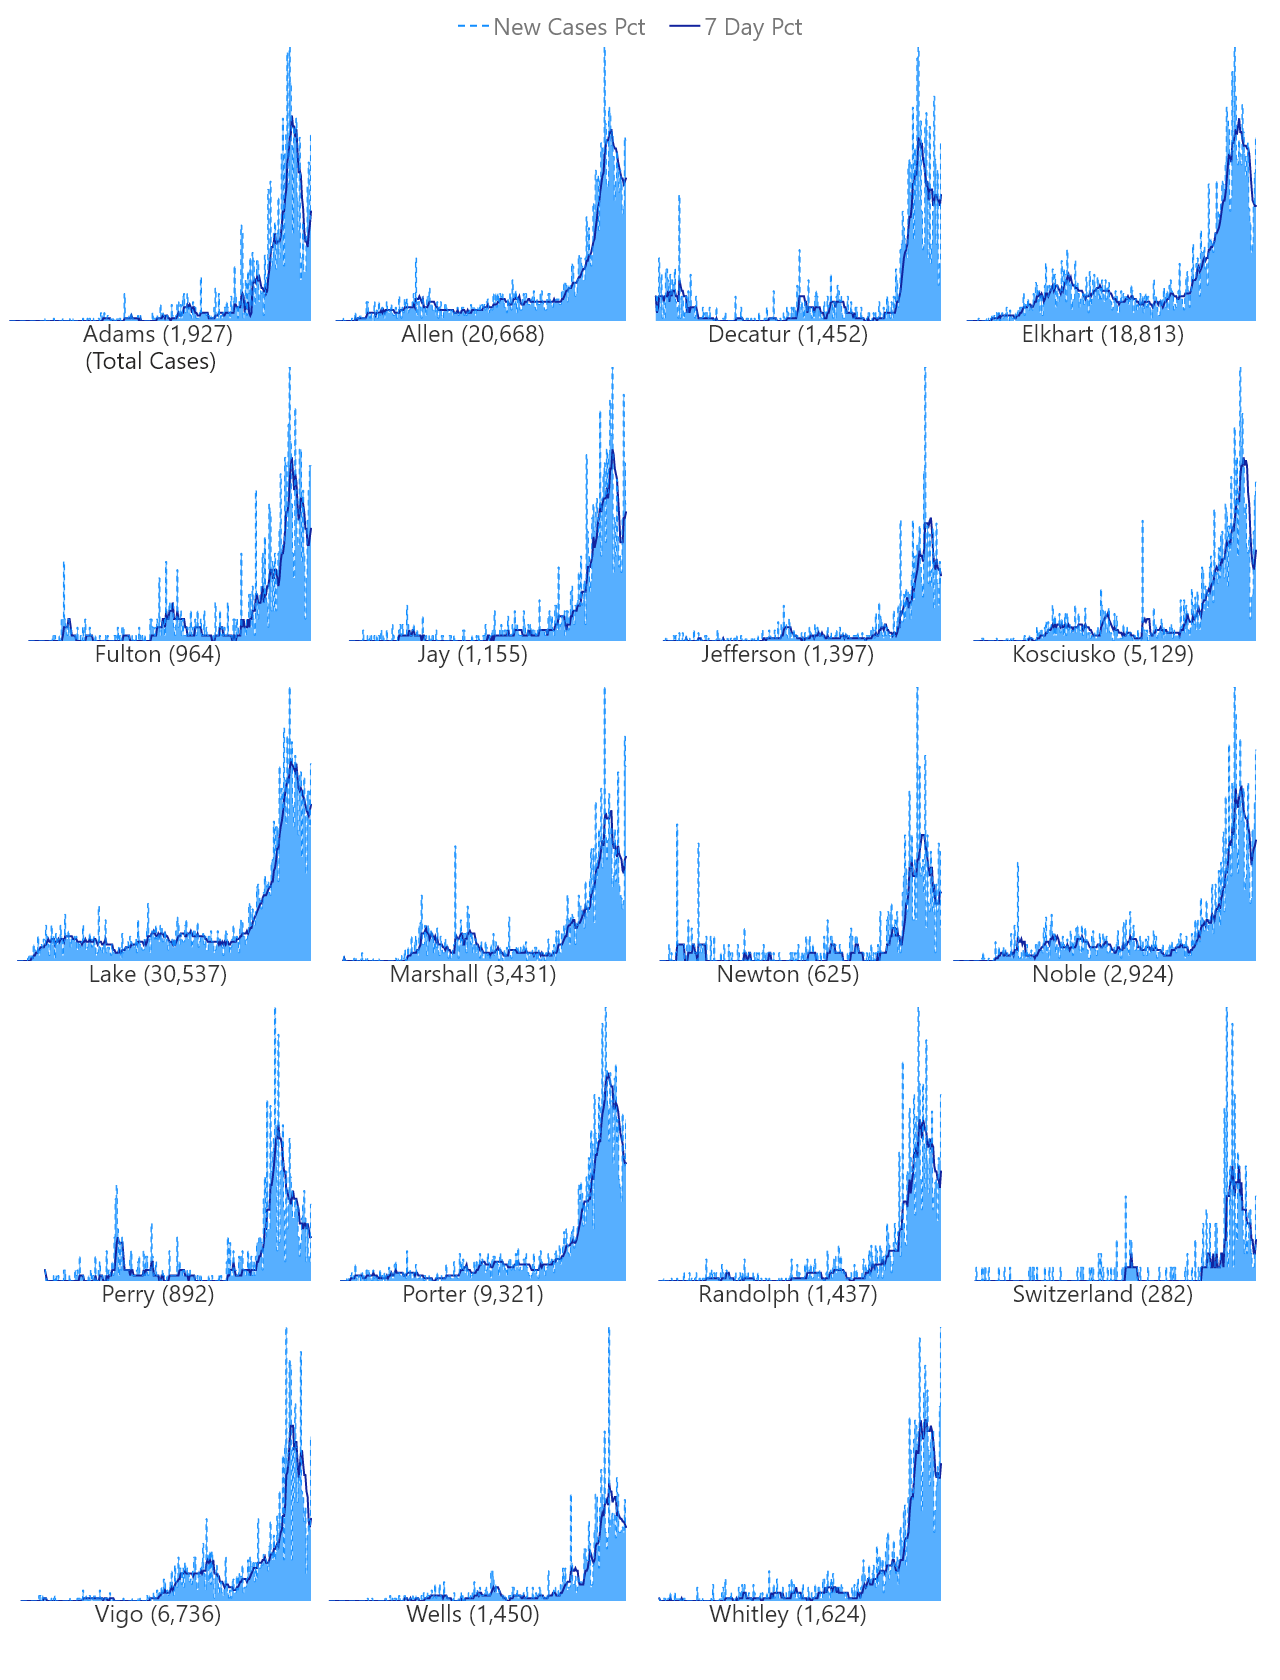 New Cases Pct 7 Day Pct
Adams (1,927) Allen (20,668) Decatur (1,452) Elkhart (18,813)
(Total Cases)
Fulton (964) Jay (1,155) Jefferson (1,397) Kosciusko (5,129)
Lake (30,537) Marshall (3,431) Newton (625) Noble (2,924)
Perry (892) Porter (9,321) Randolph (1,437) Switzerland (282)
Vigo (6,736) Wells (1,450) Whitley (1,624)